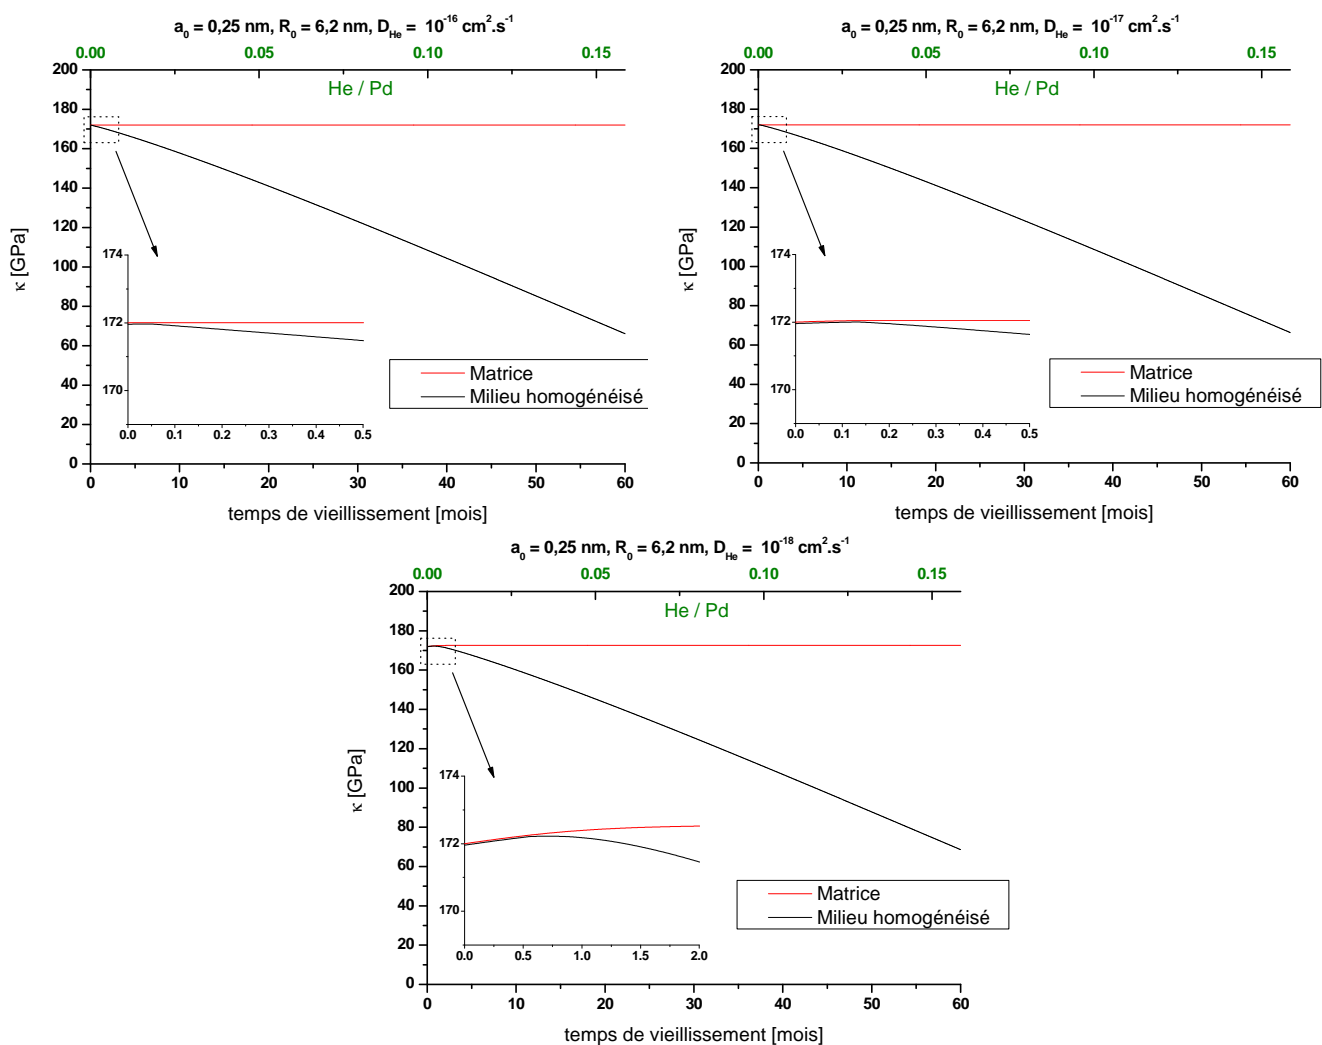 a0 = 0,25 nm, R0 = 6,2 nm, DHe = 10-16 cm2.s-1
0.00 0.05 0.10 0.15
He / Pd
200
180
160
140
120
100
80
60
40
20
0
κ [GPa]
174
172
170
0.0 0.1 0.2 0.3 0.4 0.5
Matrice
Milieu homogénéisé
0 10 20 30 40 50 60
temps de vieillissement [mois]
a0 = 0,25 nm, R0 = 6,2 nm, DHe = 10-17 cm2.s-1
0.00 0.05 0.10 0.15
He / Pd
200
180
160
140
120
100
80
60
40
20
0
κ [GPa]
174
172
170
0.0 0.1 0.2 0.3 0.4 0.5
Matrice
Milieu homogénéisé
0 10 20 30 40 50 60
temps de vieillissement [mois]
a0 = 0,25 nm, R0 = 6,2 nm, DHe = 10-18 cm2.s-1
0.00 0.05 0.10 0.15
He / Pd
200
180
160
140
120
100
80
60
40
20
0
κ [GPa]
174
172
170
0.0 0.5 1.0 1.5 2.0
Matrice
Milieu homogénéisé
0 10 20 30 40 50 60
temps de vieillissement [mois]